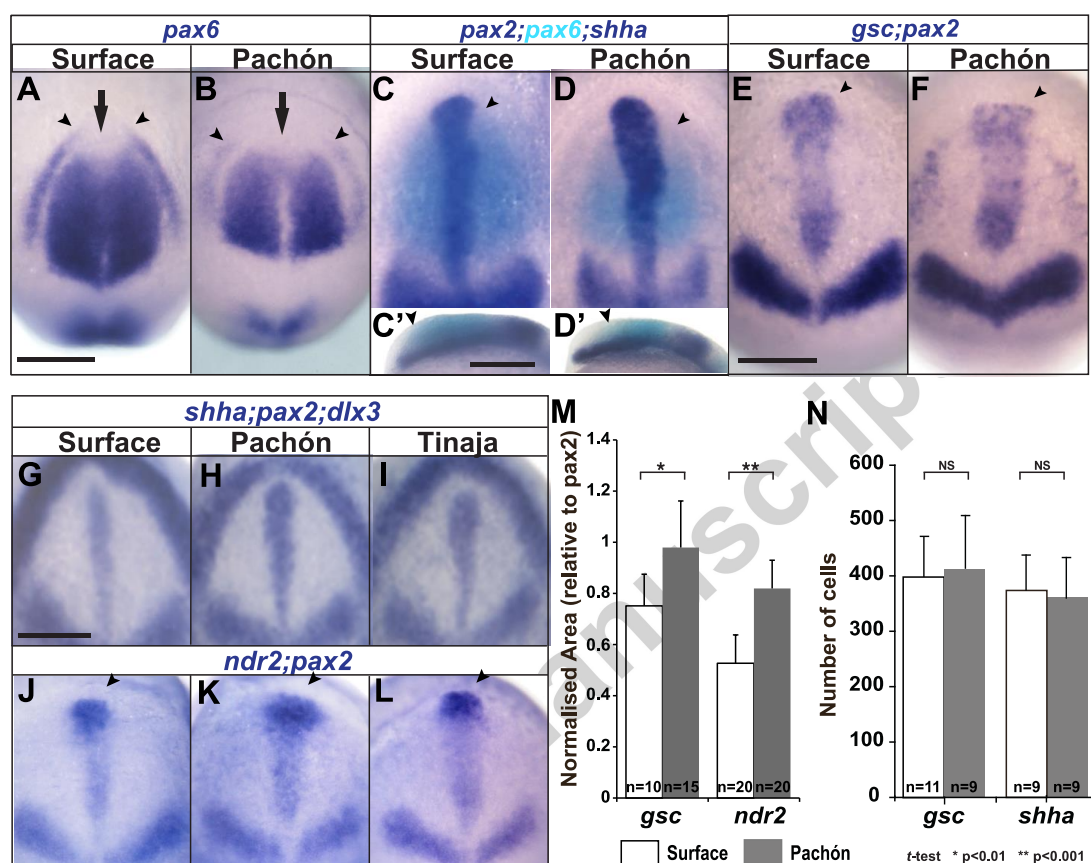 pax6
pax2;pax6;shha
gsc;pax2
Surface Pachón Surface Pachón Surface Pachón
A B C D E F
C' D'
shha;pax2;dlx3
Surface Pachón Tinaja
G H I
ndr2;pax2
J K L
M
Normalised Area (relative to pax2)
1.4
1.2
1
0.8
0.6
0.4
0.2
0
* **
n=10 n=15 n=20 n=20
gsc ndr2
Surface Pachón
N
Number of cells
600
500
400
300
200
100
0
NS NS
n=11 n=9 n=9 n=9
gsc shha
t-test * p<0.01 ** p<0.001
anuscrip